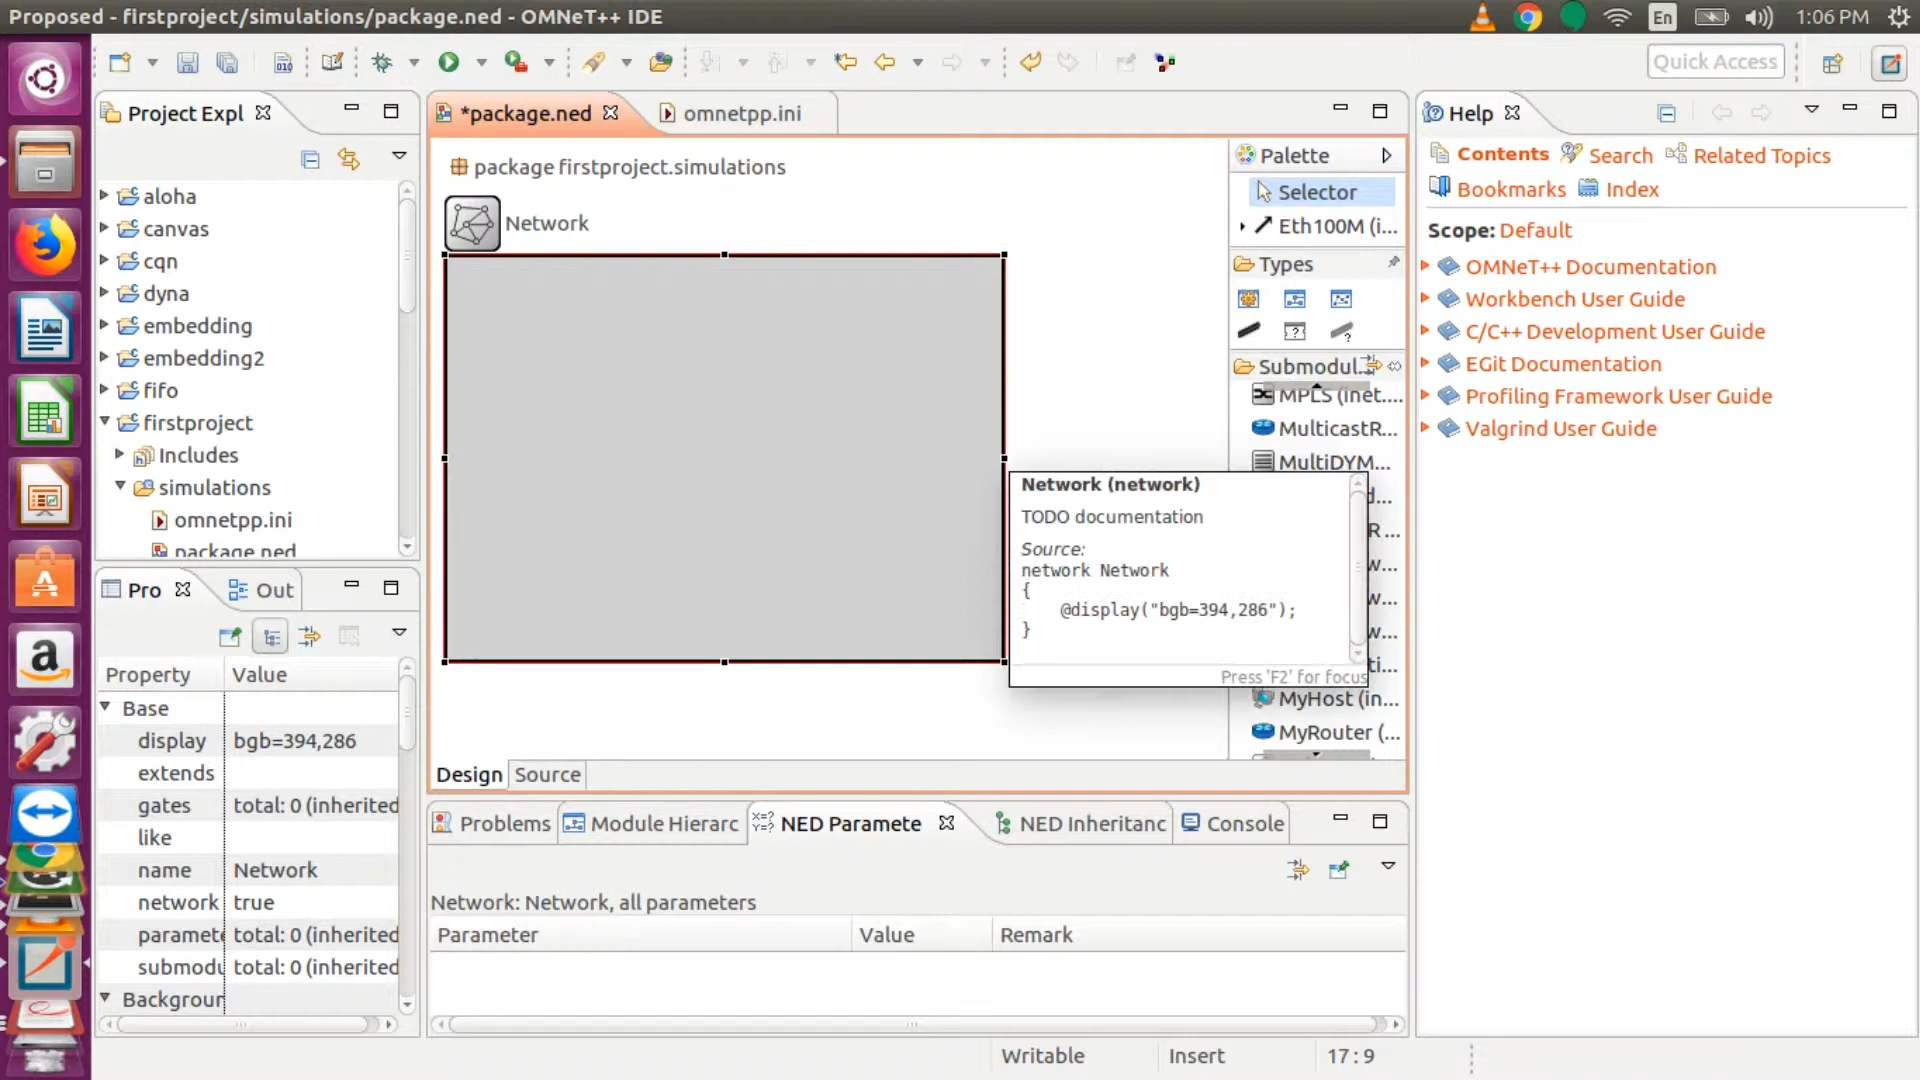 Proposed - firstproject/simulations/package.ned - OMNeT++ IDE
En
1:06 PM
Quick Access
Project Expl
aloha
canvas
cqn
dyna
embedding
embedding2
fifo
firstproject
Includes
simulations
omnetpp.ini
package.ned
Pro
Out
Property Value
Base
display bgb=394,286
extends
gates total: 0 (inherited
like
name Network
network true
paramete total: 0 (inherited
submodu total: 0 (inherited
Backgrour
*package.ned
omnetpp.ini
package firstproject.simulations
Network
Palette
Selector
Eth100M (i...
Types
Submodul...
MPLS (inet....
MulticastR...
MultiDYM...
d...
R ...
w...
w...
w...
ti...
MyHost (in...
MyRouter (...
Network (network)
TODO documentation
Source:
network Network
{
@display("bgb=394,286");
}
Press 'F2' for focus
Design Source
Problems
Module Hierarc
NED Paramete
NED Inheritanc
Console
Network: Network, all parameters
Parameter Value Remark
Writable Insert 17 : 9
Help
Contents Search Related Topics
Bookmarks Index
Scope: Default
OMNeT++ Documentation
Workbench User Guide
C/C++ Development User Guide
EGit Documentation
Profiling Framework User Guide
Valgrind User Guide